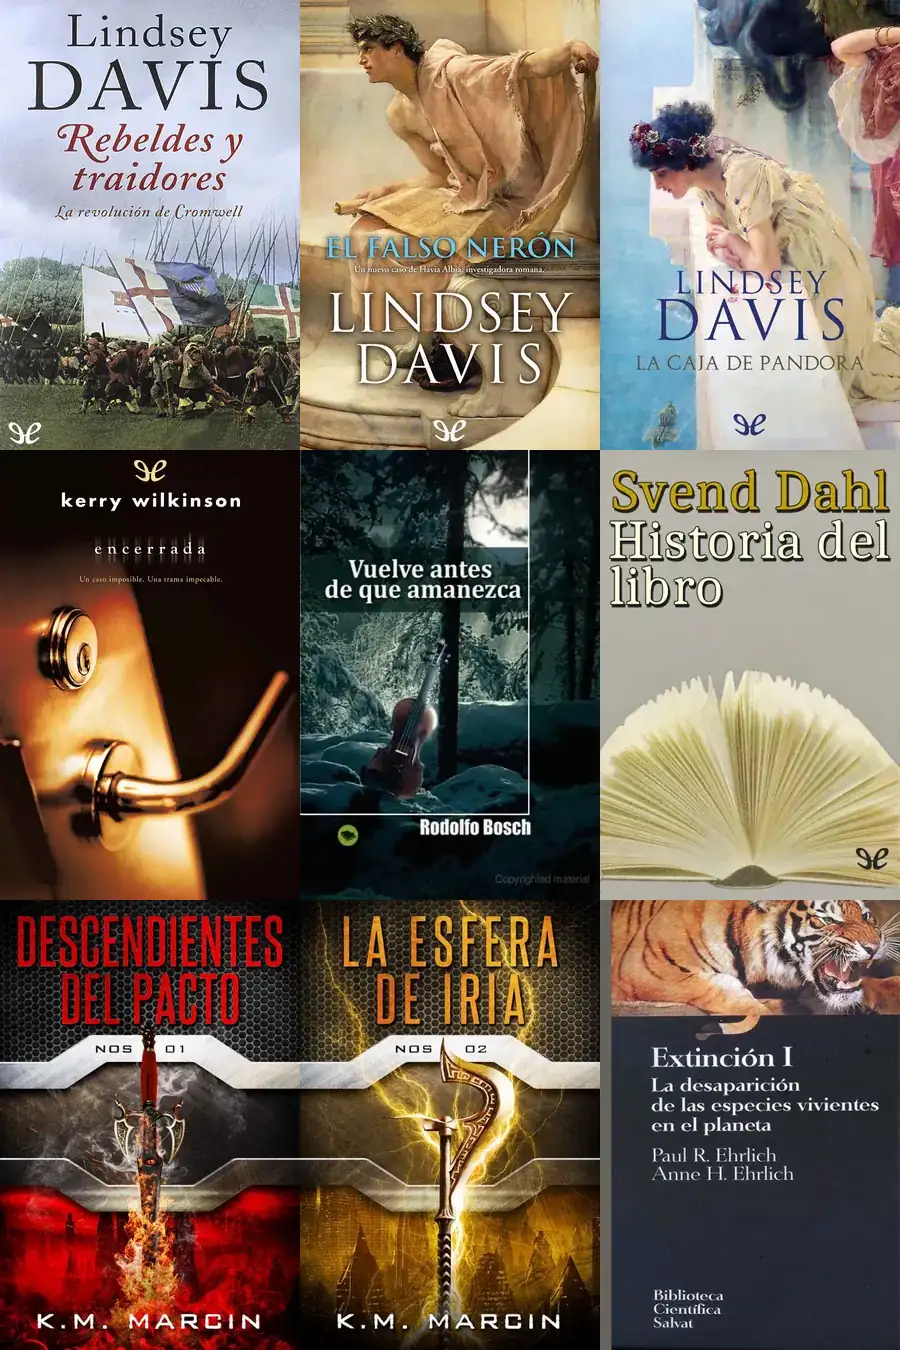 Lindsey
DAVIS
Rebeldes y
traidores
La revolución de Cromwell
EL FALSO NERÓN
Un nuevo caso de Flavia Albia, investigadora romana.
LINDSEY
DAVIS
LINDSEY
DAVIS
LA CAJA DE PANDORA
kerry wilkinson
encerrada
Un caso imposible. Una trama impecable.
Vuelve antes
de que amanezca
Rodolfo Bosch
Copyrighted material
Svend Dahl
Historia del
libro
DESCENDIENTES
DEL PACTO
NOS 01
K.M. MARCIN
LA ESFERA
DE IRIA
NOS 02
K.M. MARCIN
Extinción I
La desaparición
de las especies vivientes
en el planeta
Paul R. Ehrlich
Anne H. Ehrlich
Biblioteca
Científica
Salvat